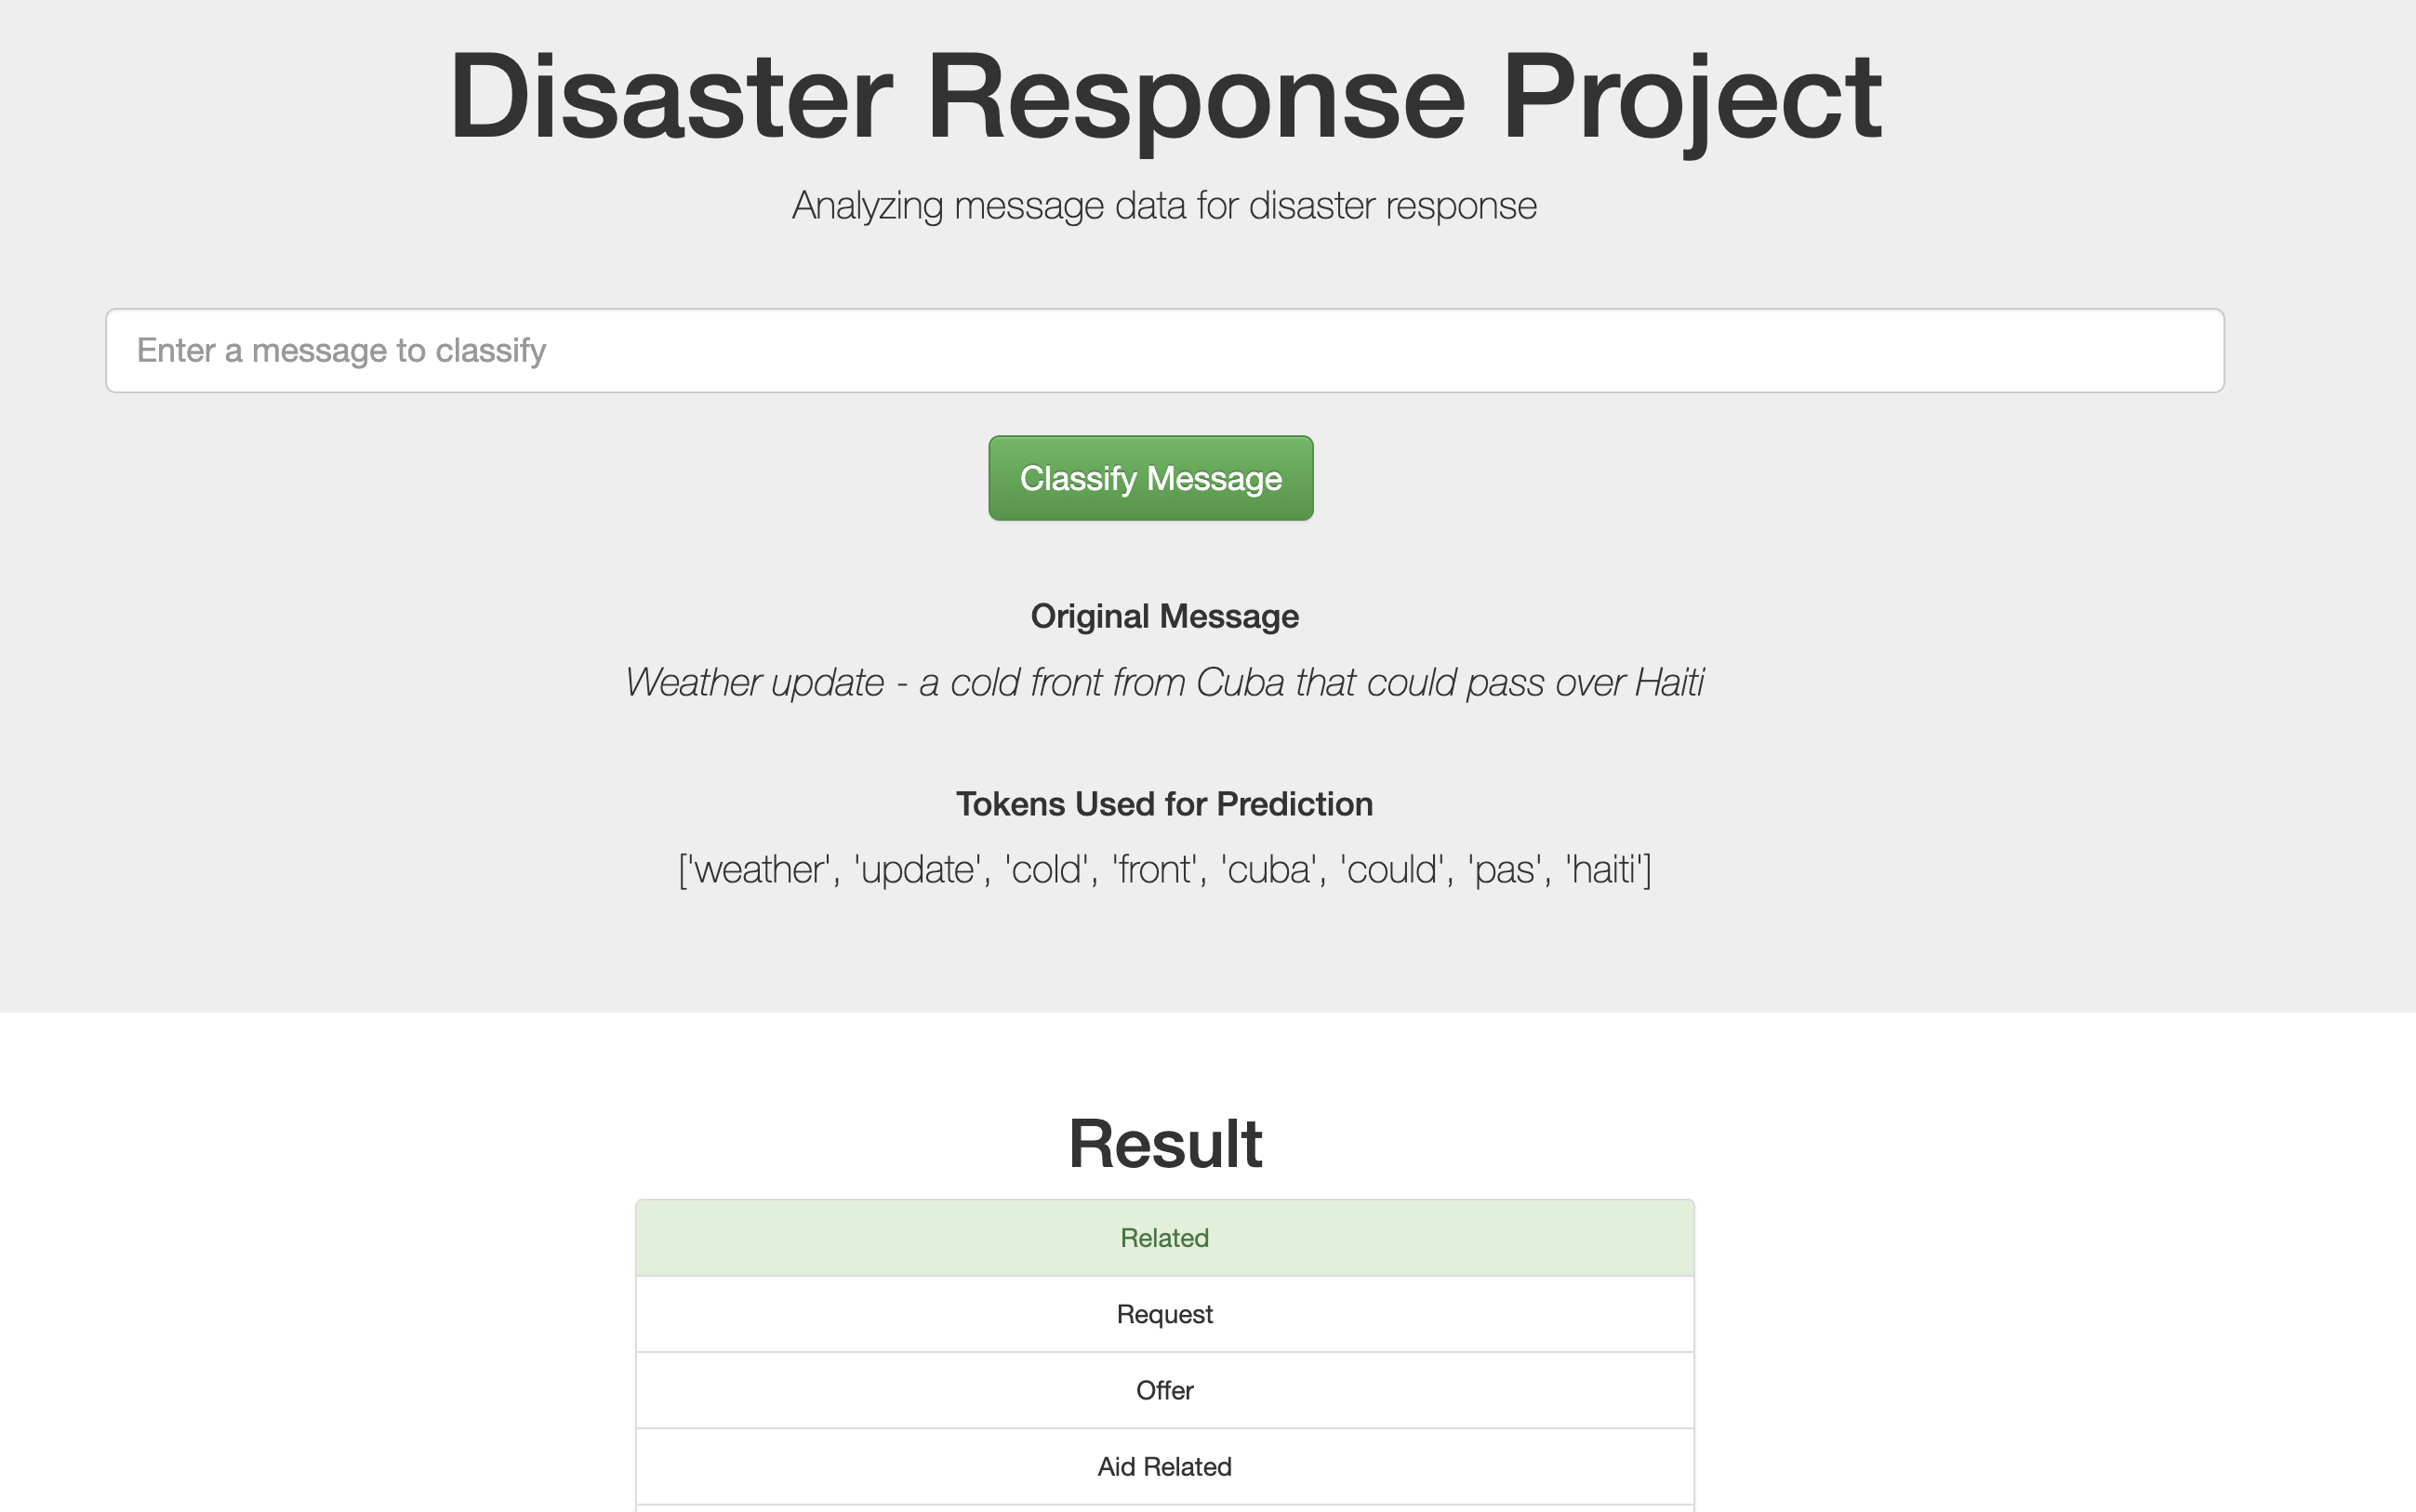 Disaster Response Project
Analyzing message data for disaster response
Enter a message to classify
Classify Message
Original Message
Weather update - a cold front from Cuba that could pass over Haiti
Tokens Used for Prediction
['weather', 'update', 'cold', 'front', 'cuba', 'could', 'pas', 'haiti']
Result
Related
Request
Offer
Aid Related